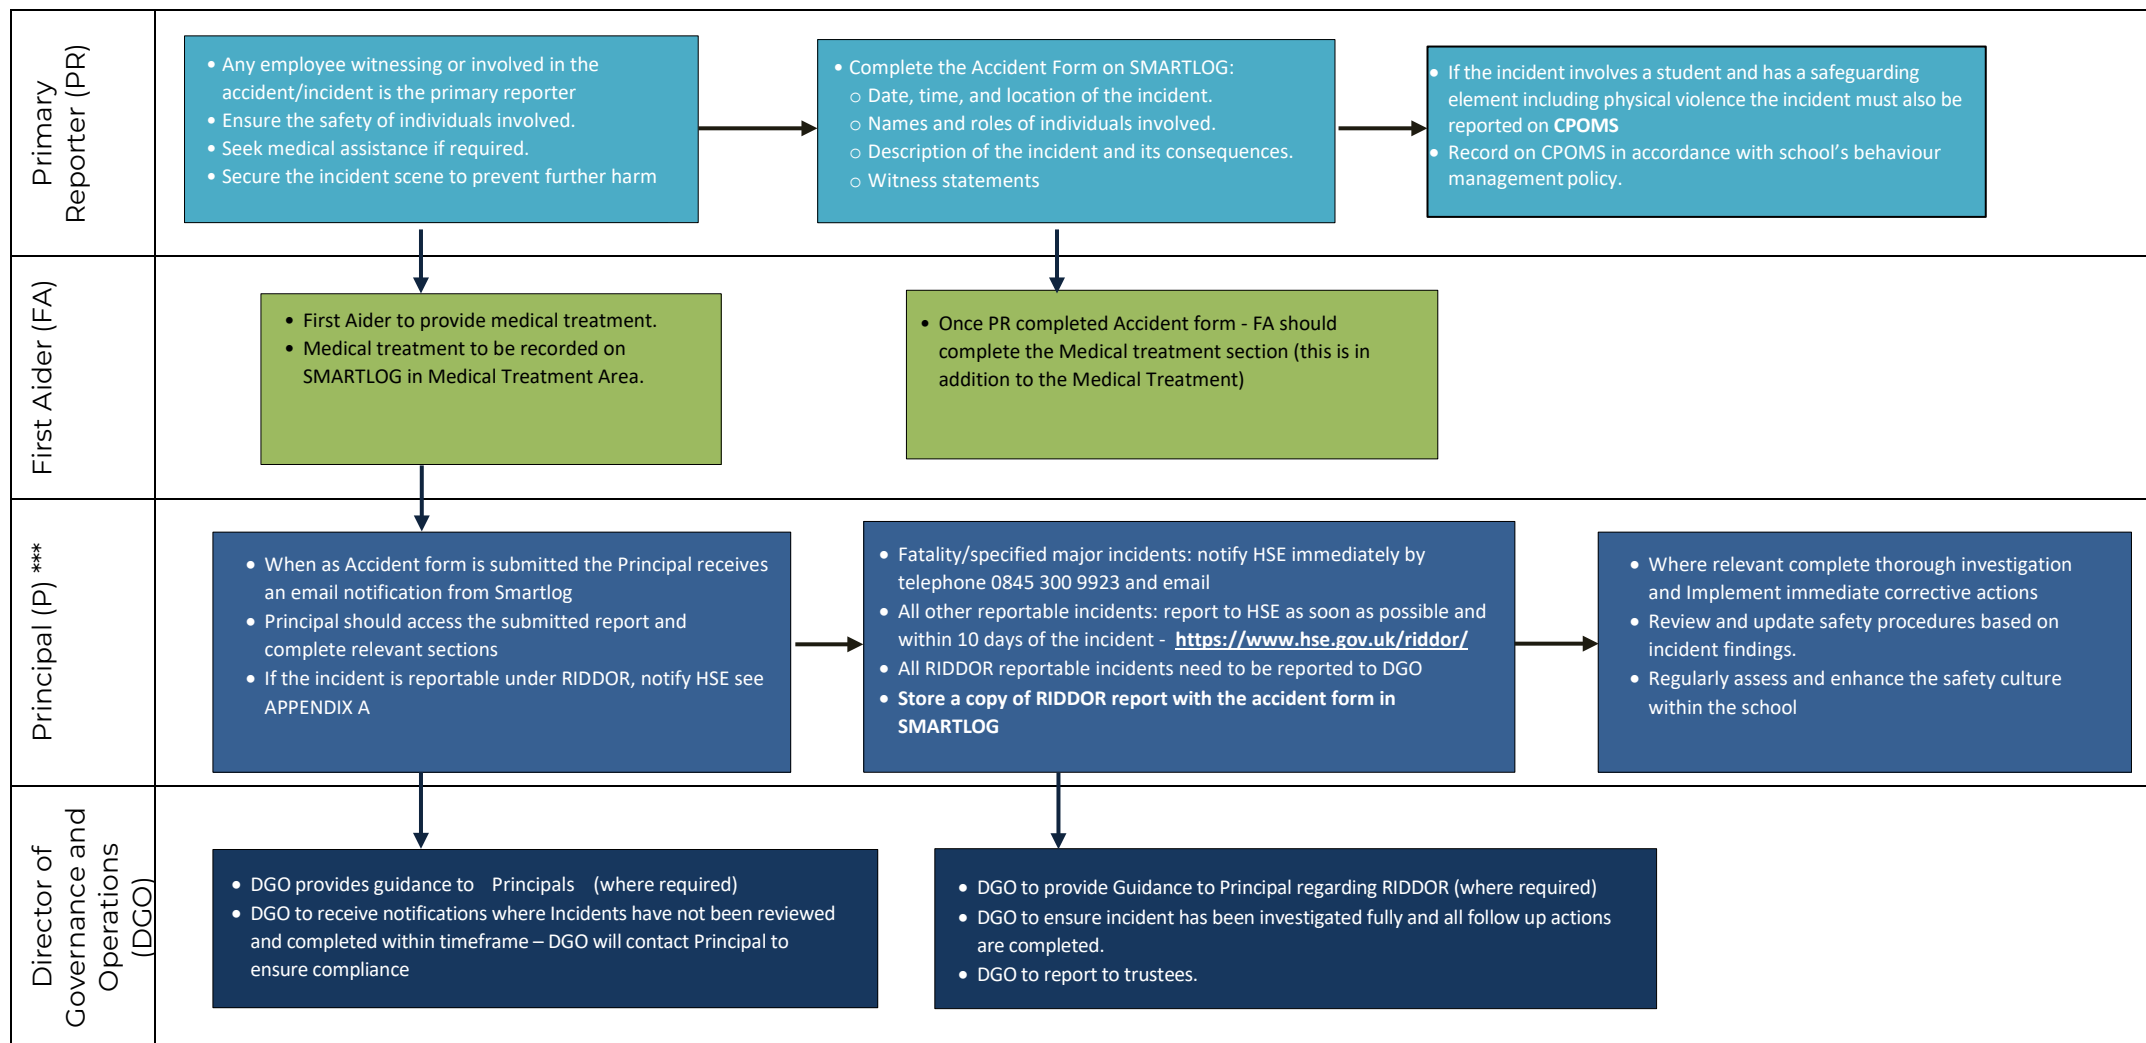 Primary
Reporter (PR)
• Any employee witnessing or involved in the
accident/incident is the primary reporter
• Ensure the safety of individuals involved.
• Seek medical assistance if required.
• Secure the incident scene to prevent further harm
• Complete the Accident Form on SMARTLOG:
o Date, time, and location of the incident.
o Names and roles of individuals involved.
o Description of the incident and its consequences.
o Witness statements
• If the incident involves a student and has a safeguarding
element including physical violence the incident must also be
reported on CPOMS
• Record on CPOMS in accordance with school’s behaviour
management policy.
First Aider (FA)
• First Aider to provide medical treatment.
• Medical treatment to be recorded on
SMARTLOG in Medical Treatment Area.
• Once PR completed Accident form - FA should
complete the Medical treatment section (this is in
addition to the Medical Treatment)
Principal (P) ***
• When as Accident form is submitted the Principal receives
an email notification from Smartlog
• Principal should access the submitted report and
complete relevant sections
• If the incident is reportable under RIDDOR, notify HSE see
APPENDIX A
• Fatality/specified major incidents: notify HSE immediately by
telephone 0845 300 9923 and email
• All other reportable incidents: report to HSE as soon as possible and
within 10 days of the incident - https://www.hse.gov.uk/riddor/
• All RIDDOR reportable incidents need to be reported to DGO
• Store a copy of RIDDOR report with the accident form in
SMARTLOG
• Where relevant complete thorough investigation
and Implement immediate corrective actions
• Review and update safety procedures based on
incident findings.
• Regularly assess and enhance the safety culture
within the school
Director of
Governance and
Operations
(DGO)
• DGO provides guidance to Principals (where required)
• DGO to receive notifications where Incidents have not been reviewed
and completed within timeframe – DGO will contact Principal to
ensure compliance
• DGO to provide Guidance to Principal regarding RIDDOR (where required)
• DGO to ensure incident has been investigated fully and all follow up actions
are completed.
• DGO to report to trustees.